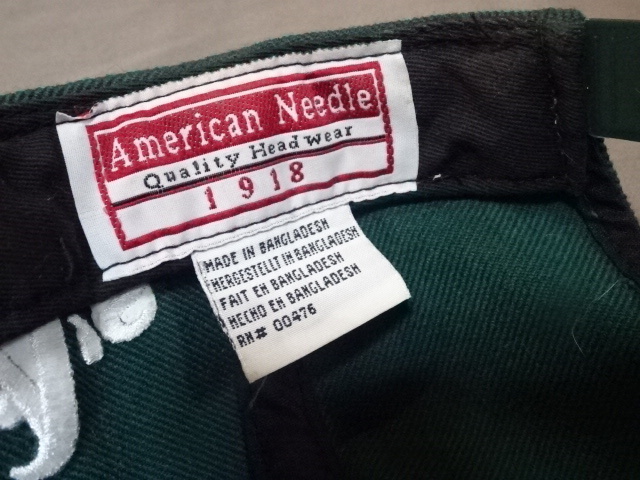 American Needle
Quality Headwear
1918
MADE IN BANGLADESH
HERGESTELLT IN BANGLADESH
FAIT EN BANGLADESH
HECHO EN BANGLADESH
RN# 00476